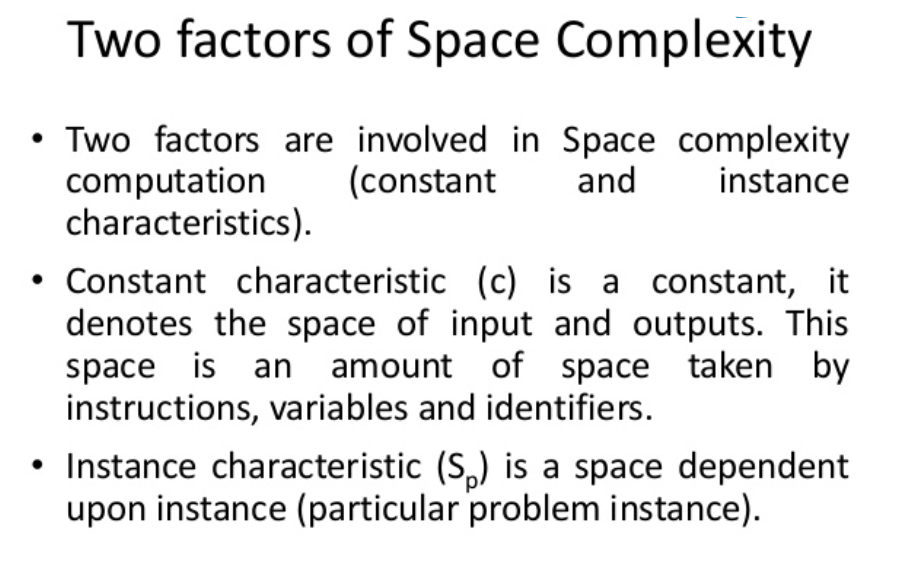 Two factors of Space Complexity
• Two factors are involved in Space complexity
computation (constant and instance
characteristics).
• Constant characteristic (c) is a constant, it
denotes the space of input and outputs. This
space is an amount of space taken by
instructions, variables and identifiers.
• Instance characteristic (Sp) is a space dependent
upon instance (particular problem instance).